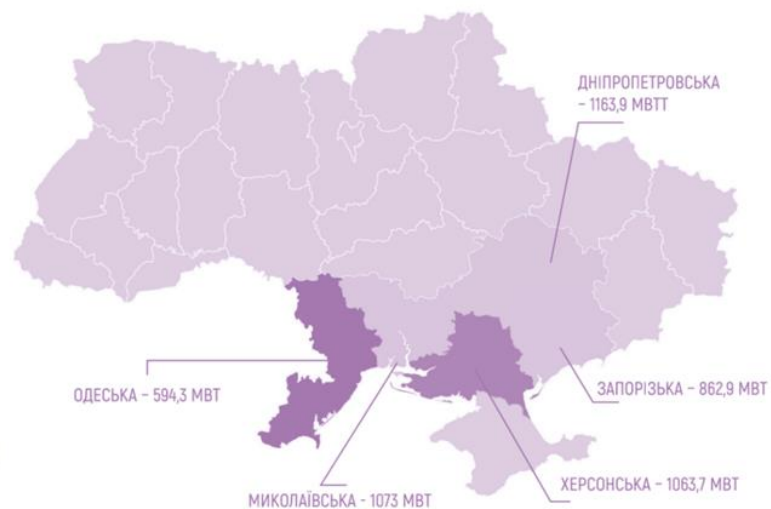 ДНІПРОПЕТРОВСЬКА
– 1163,9 МВТТ
ОДЕСЬКА – 594,3 МВТ
ЗАПОРІЗЬКА – 862,9 МВТ
ХЕРСОНСЬКА – 1063,7 МВТ
МИКОЛАЇВСЬКА - 1073 МВТ